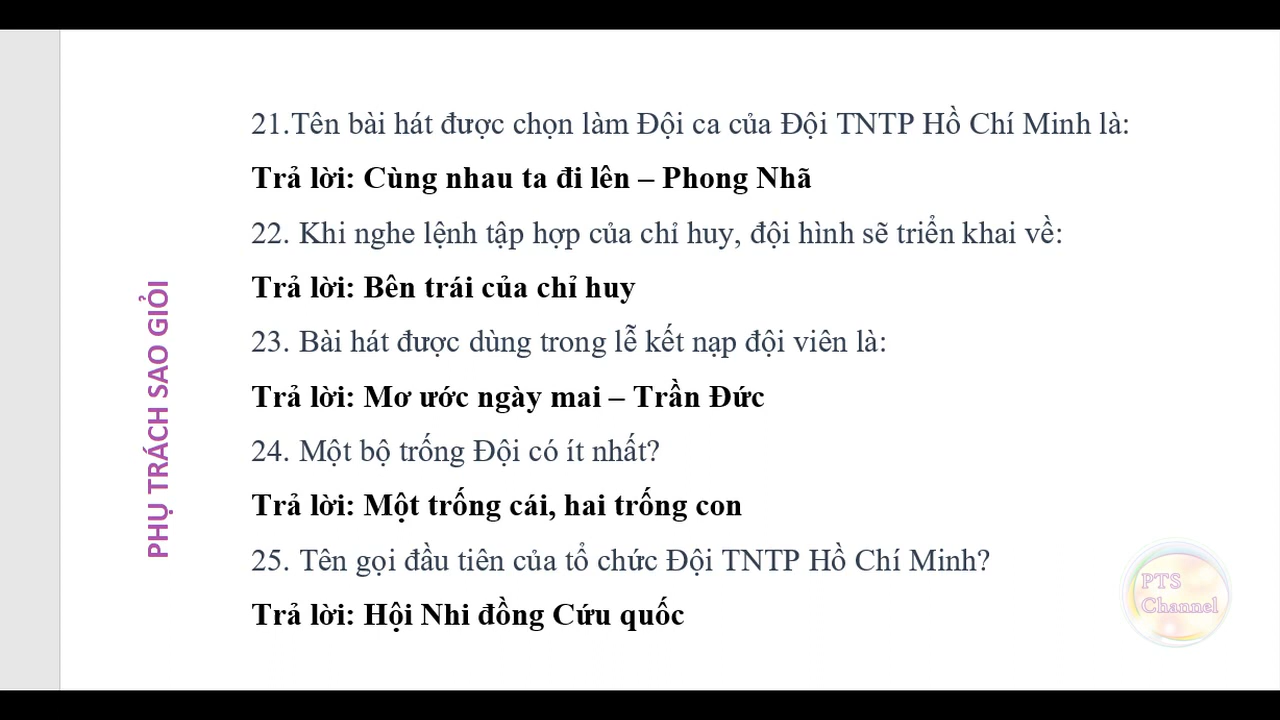 21.Tên bài hát được chọn làm Đội ca của Đội TNTP Hồ Chí Minh là:
Trả lời: Cùng nhau ta đi lên – Phong Nhã
22. Khi nghe lệnh tập hợp của chỉ huy, đội hình sẽ triển khai về:
Trả lời: Bên trái của chỉ huy
23. Bài hát được dùng trong lễ kết nạp đội viên là:
Trả lời: Mơ ước ngày mai – Trần Đức
24. Một bộ trống Đội có ít nhất?
Trả lời: Một trống cái, hai trống con
25. Tên gọi đầu tiên của tổ chức Đội TNTP Hồ Chí Minh?
Trả lời: Hội Nhi đồng Cứu quốc
PHỤ TRÁCH SAO GIỎI
PTS
Channel